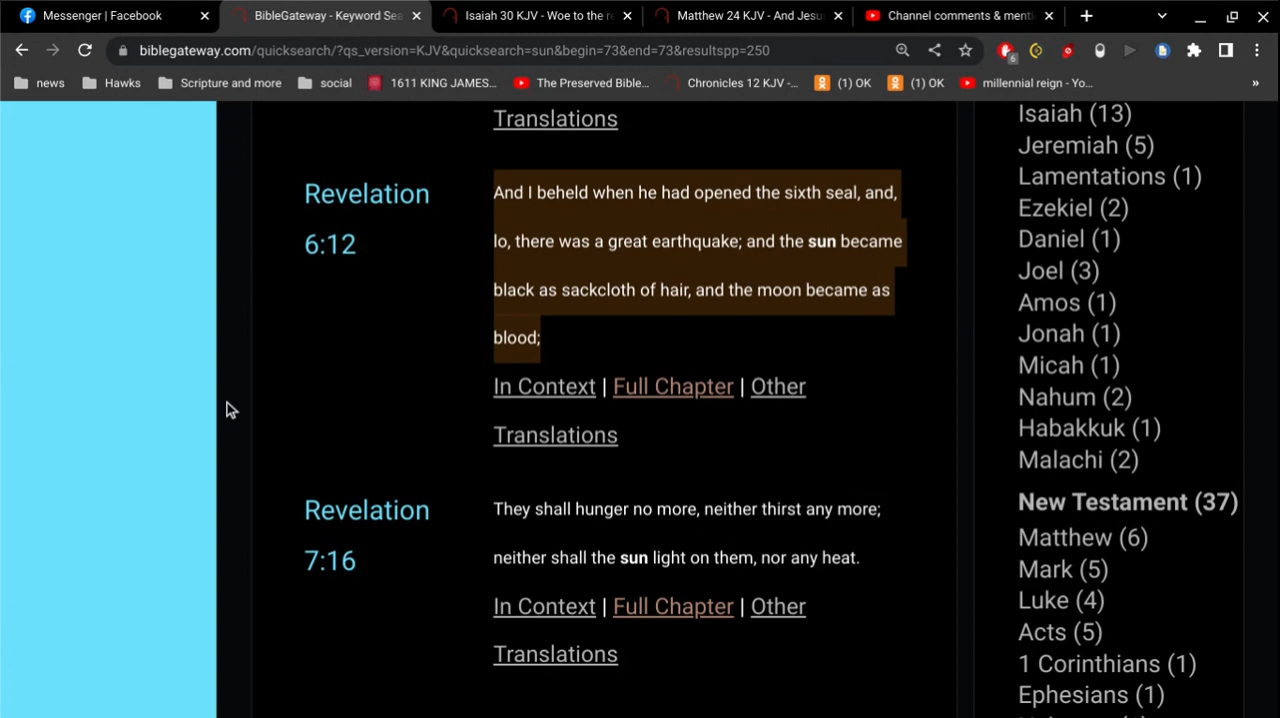 Messenger | Facebook
BibleGateway - Keyword Sea
Isaiah 30 KJV - Woe to the re
Matthew 24 KJV - And Jesus
Channel comments & menti
biblegateway.com/quicksearch/?qs_version=KJV&quicksearch=sun&begin=73&end=73&resultspp=250
6
news
Hawks
Scripture and more
social
1611 KING JAMES...
The Preserved Bible...
Chronicles 12 KJV -...
(1) OK
(1) OK
millennial reign - Yo...
»
Translations
Revelation
6:12
And I beheld when he had opened the sixth seal, and,
lo, there was a great earthquake; and the sun became
black as sackcloth of hair, and the moon became as
blood;
In Context | Full Chapter | Other
Translations
Revelation
7:16
They shall hunger no more, neither thirst any more;
neither shall the sun light on them, nor any heat.
In Context | Full Chapter | Other
Translations
Isaiah (13)
Jeremiah (5)
Lamentations (1)
Ezekiel (2)
Daniel (1)
Joel (3)
Amos (1)
Jonah (1)
Micah (1)
Nahum (2)
Habakkuk (1)
Malachi (2)
New Testament (37)
Matthew (6)
Mark (5)
Luke (4)
Acts (5)
1 Corinthians (1)
Ephesians (1)